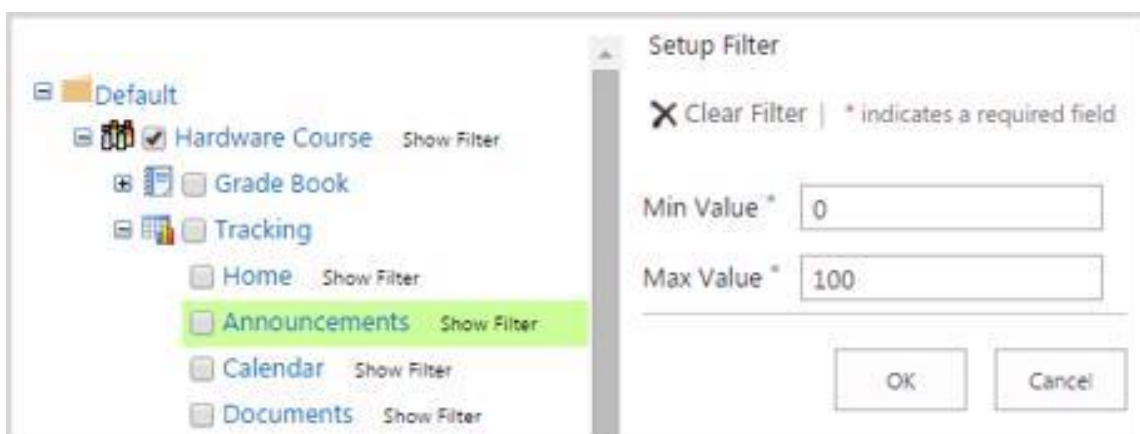 Default
Hardware Course Show Filter
Grade Book
Tracking
Home Show Filter
Announcements Show Filter
Calendar Show Filter
Documents Show Filter
Setup Filter
Clear Filter | * indicates a required field
Min Value * 0
Max Value * 100
OK Cancel